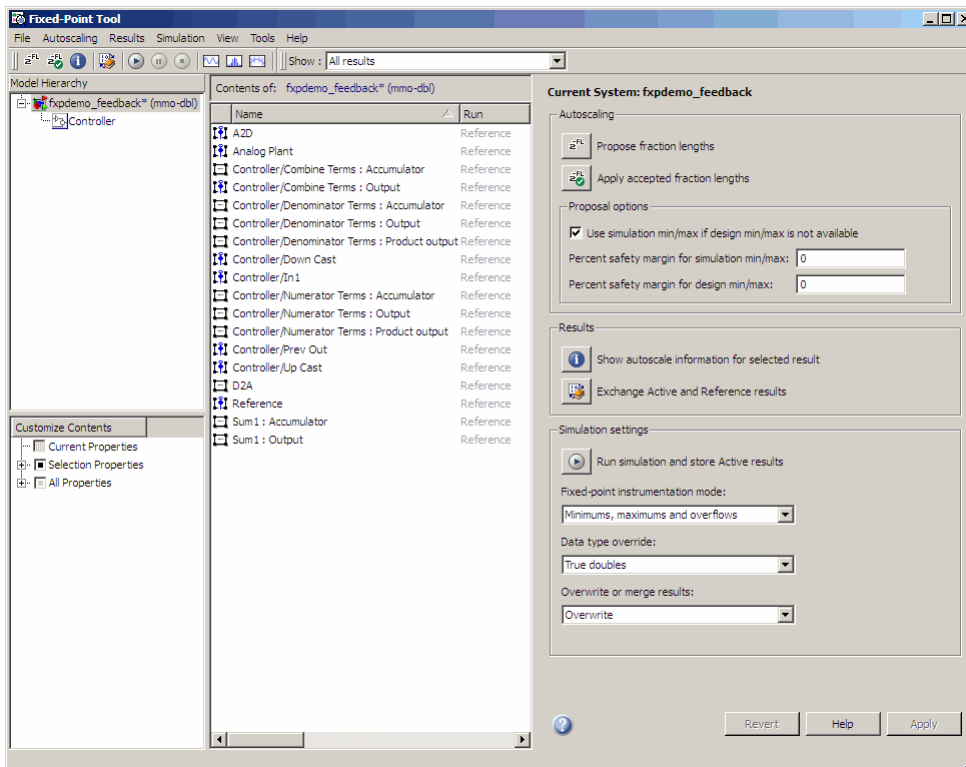 Fixed-Point Tool
File Autoscaling Results Simulation View Tools Help
Show : All results
Model Hierarchy
fxpdemo_feedback* (mmo-dbl)
Controller
Customize Contents
Current Properties
Selection Properties
All Properties
Contents of: fxpdemo_feedback* (mmo-dbl)
Name Run
A2D Reference
Analog Plant Reference
Controller/Combine Terms : Accumulator Reference
Controller/Combine Terms : Output Reference
Controller/Denominator Terms : Accumulator Reference
Controller/Denominator Terms : Output Reference
Controller/Denominator Terms : Product output Reference
Controller/Down Cast Reference
Controller/In1 Reference
Controller/Numerator Terms : Accumulator Reference
Controller/Numerator Terms : Output Reference
Controller/Numerator Terms : Product output Reference
Controller/Prev Out Reference
Controller/Up Cast Reference
D2A Reference
Reference Reference
Sum1 : Accumulator Reference
Sum1 : Output Reference
Current System: fxpdemo_feedback
Autoscaling
Propose fraction lengths
Apply accepted fraction lengths
Proposal options
Use simulation min/max if design min/max is not available
Percent safety margin for simulation min/max: 0
Percent safety margin for design min/max: 0
Results
Show autoscale information for selected result
Exchange Active and Reference results
Simulation settings
Run simulation and store Active results
Fixed-point instrumentation mode:
Minimums, maximums and overflows
Data type override:
True doubles
Overwrite or merge results:
Overwrite
Revert Help Apply